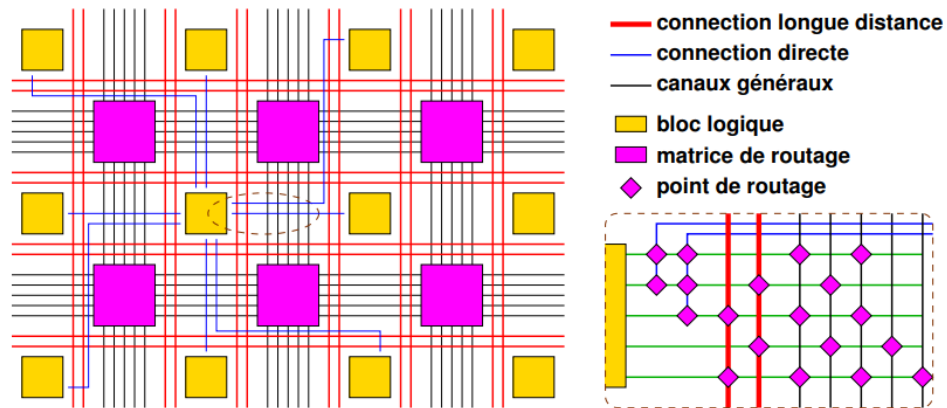 connection longue distance
connection directe
canaux généraux
bloc logique
matrice de routage
point de routage